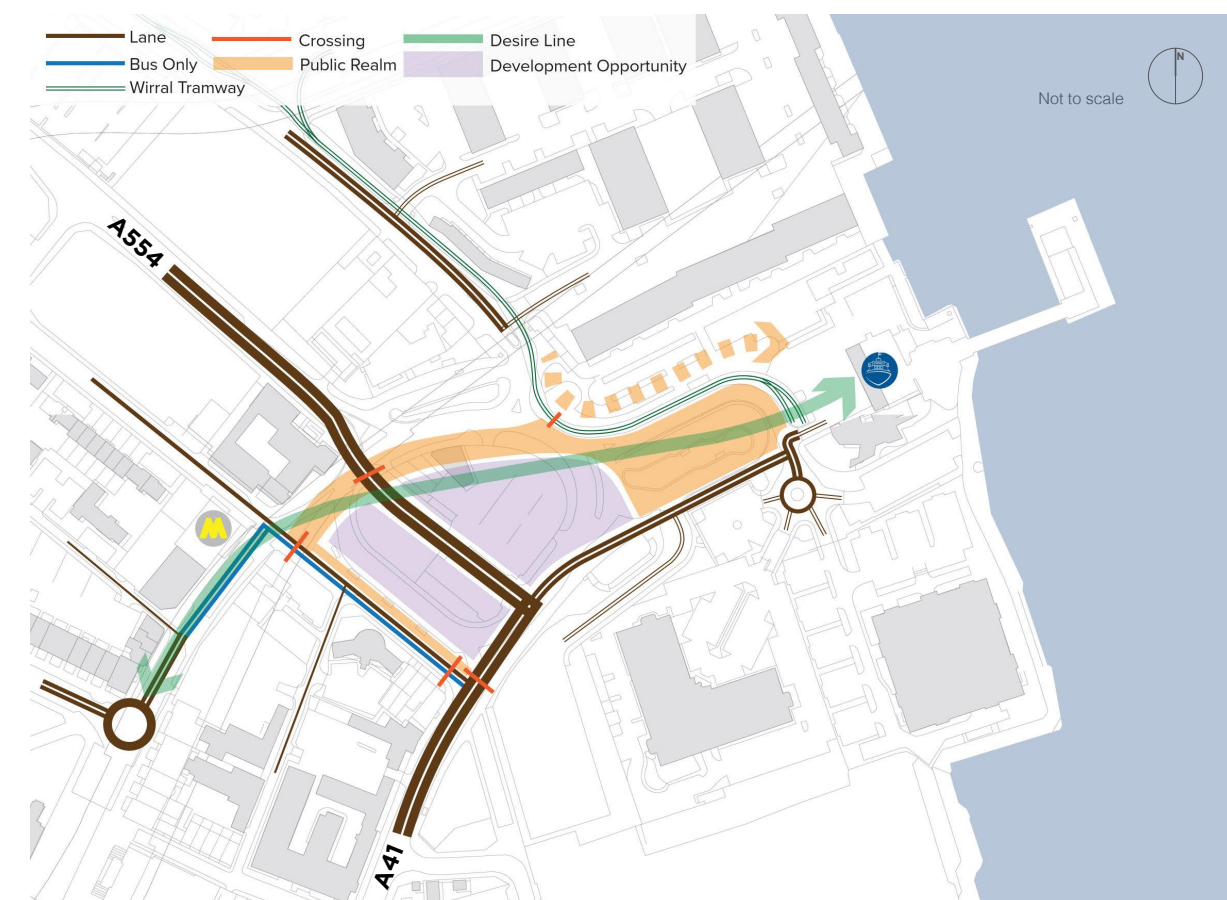 Lane
Crossing
Desire Line
Bus Only
Public Realm
Development Opportunity
Wirral Tramway
N
Not to scale
A554
M
A41